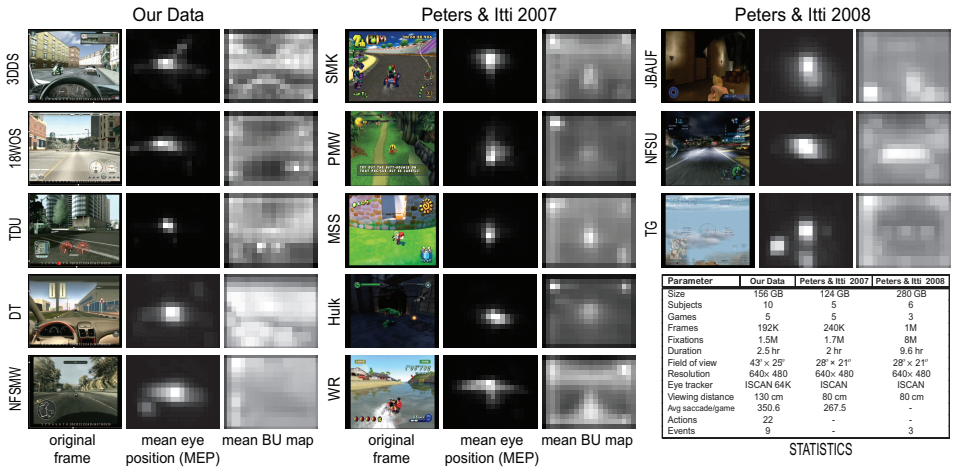 Our Data
Peters & Itti 2007
Peters & Itti 2008
3DDS
18WOS
TDU
DT
NFSMW
original frame
mean eye position (MEP)
mean BU map
SMK
PMW
MSS
Hulk
WR
original frame
mean eye position (MEP)
mean BU map
JBAUF
NFSU
TG
Parameter Our Data Peters & Itti 2007 Peters & Itti 2008
Size 156 GB 124 GB 280 GB
Subjects 10 5 6
Games 5 5 3
Frames 192K 240K 1M
Fixations 1.5M 1.7M 8M
Duration 2.5 hr 2 hr 9.6 hr
Field of view 43° × 25° 28° × 21° 28° × 21°
Resolution 640× 480 640× 480 640× 480
Eye tracker ISCAN 64K ISCAN ISCAN
Viewing distance 130 cm 80 cm 80 cm
Avg saccade/game 350.6 267.5 -
Actions 22 - -
Events 9 - 3
STATISTICS